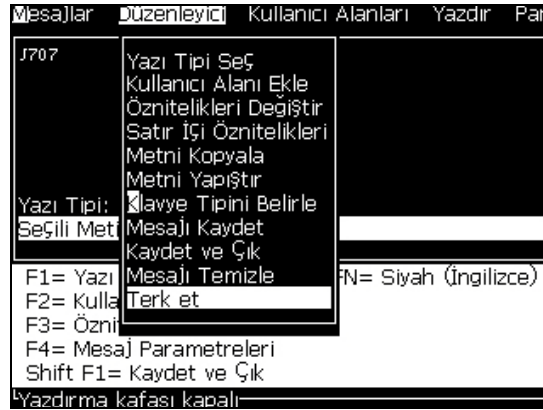 Mesajlar Düzenleyici Kullanıcı Alanları Yazdır Par
J707
Yazı Tipi Seç
Kullanıcı Alanı Ekle
Öznitelikleri Değiştir
Satır İçi Öznitelikleri
Metni Kopyala
Metni Yapıştır
Yazı Tipi: Klavye Tipini Belirle
Seçili Meti Mesajı Kaydet
Kaydet ve Çık
F1= Yazı Mesajı Temizle FN= Siyah (İngilizce)
F2= Kulla Terk et
F3= Özni
F4= Mesaj Parametreleri
Shift F1= Kaydet ve Çık
Yazdırma kafası kapalı